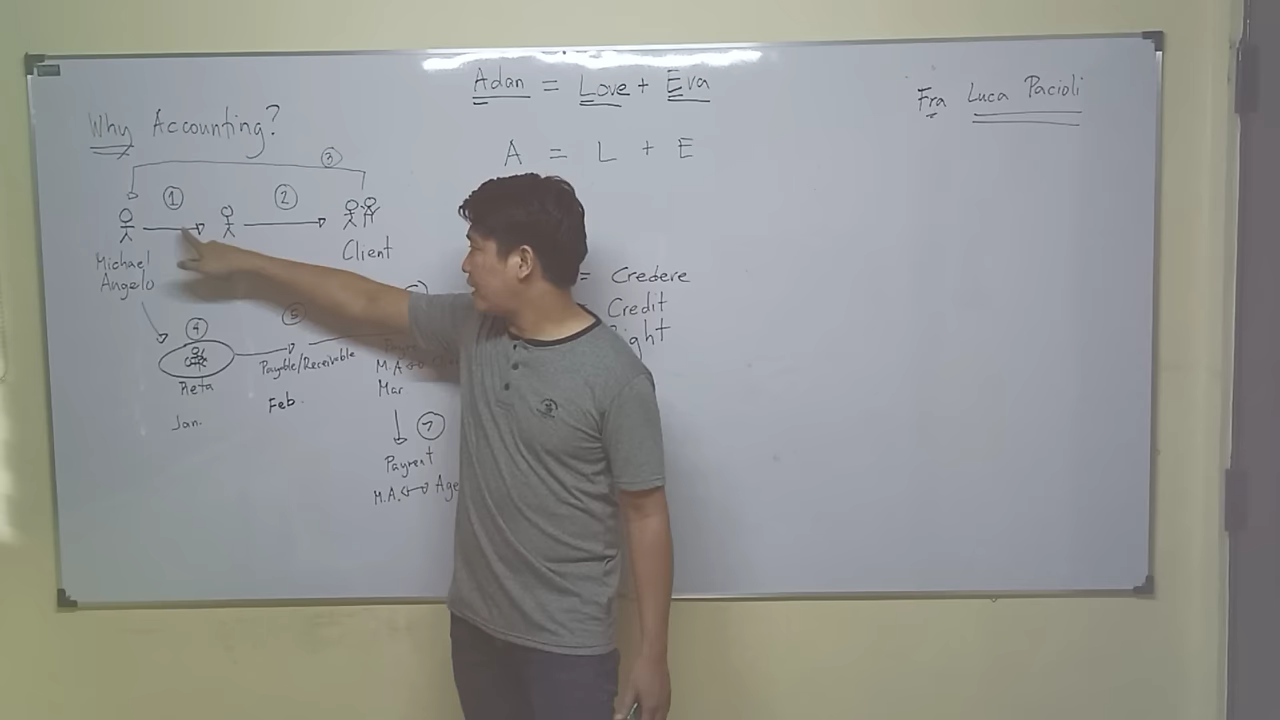 Adan = Love + Eva
Fra Luca Pacioli
Why Accounting?
A = L + E
3
1
2
Client
Michael
Angelo
= Credere
Credit
4
5
Pieta
Payable/Receivable
M.A
Jan.
Feb.
Mar
7
Payment
M.A.